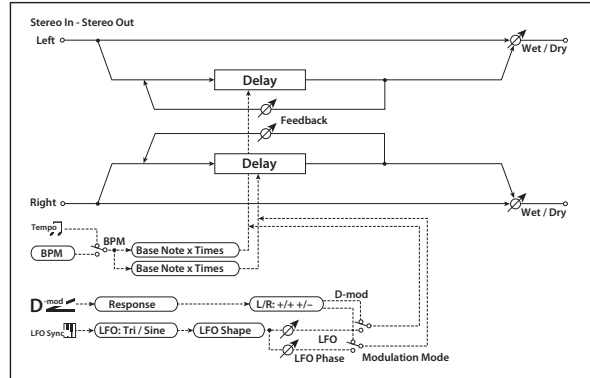 Stereo In - Stereo Out
Left
Wet / Dry
Delay
Feedback
Delay
Right
Wet / Dry
Tempo
BPM
BPM
Base Note x Times
Base Note x Times
D-mod
D-mod
Response
L/R: +/+ +/–
LFO Sync
LFO: Tri / Sine
LFO Shape
LFO
LFO Phase
Modulation Mode